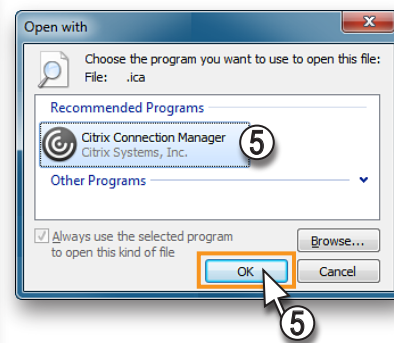 Open with
Choose the program you want to use to open this file:
File: .ica
Recommended Programs
Citrix Connection Manager
Citrix Systems, Inc.
5
Other Programs
Always use the selected program
to open this kind of file
Browse...
OK
Cancel
5